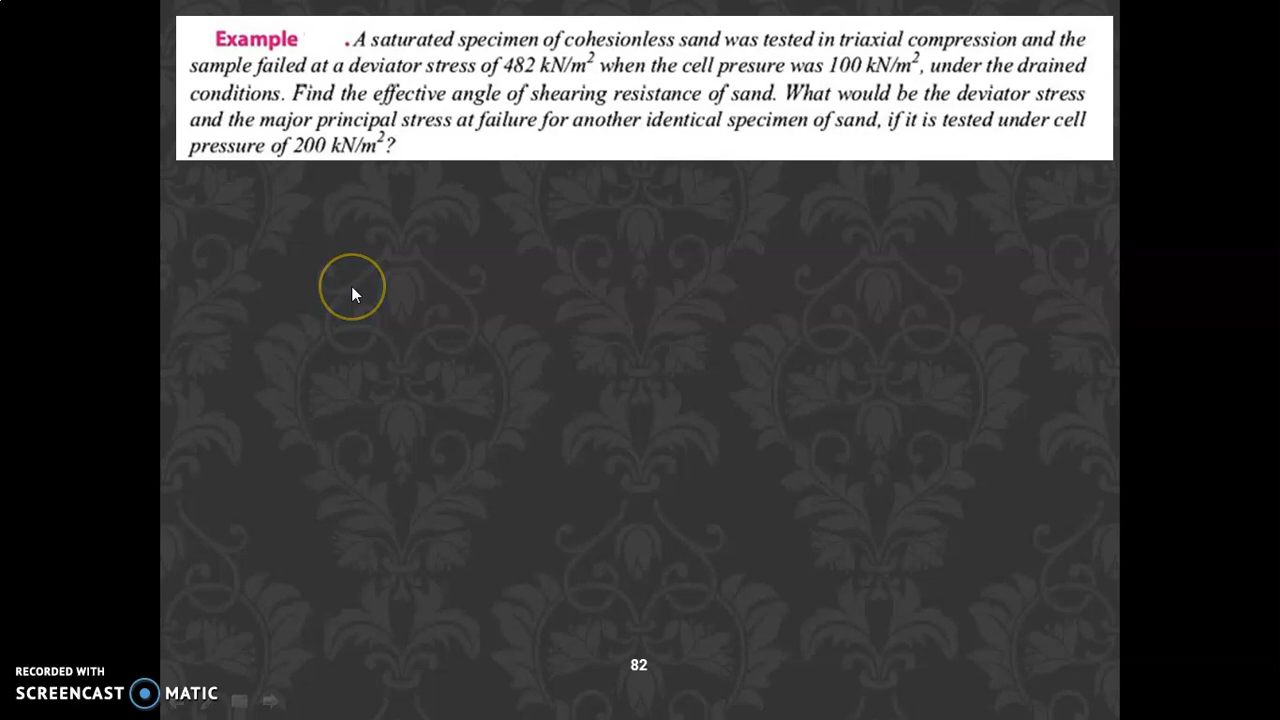 Example . A saturated specimen of cohesionless sand was tested in triaxial compression and the
sample failed at a deviator stress of 482 kN/m² when the cell presure was 100 kN/m², under the drained
conditions. Find the effective angle of shearing resistance of sand. What would be the deviator stress
and the major principal stress at failure for another identical specimen of sand, if it is tested under cell
pressure of 200 kN/m²?
82
RECORDED WITH
SCREENCAST MATIC